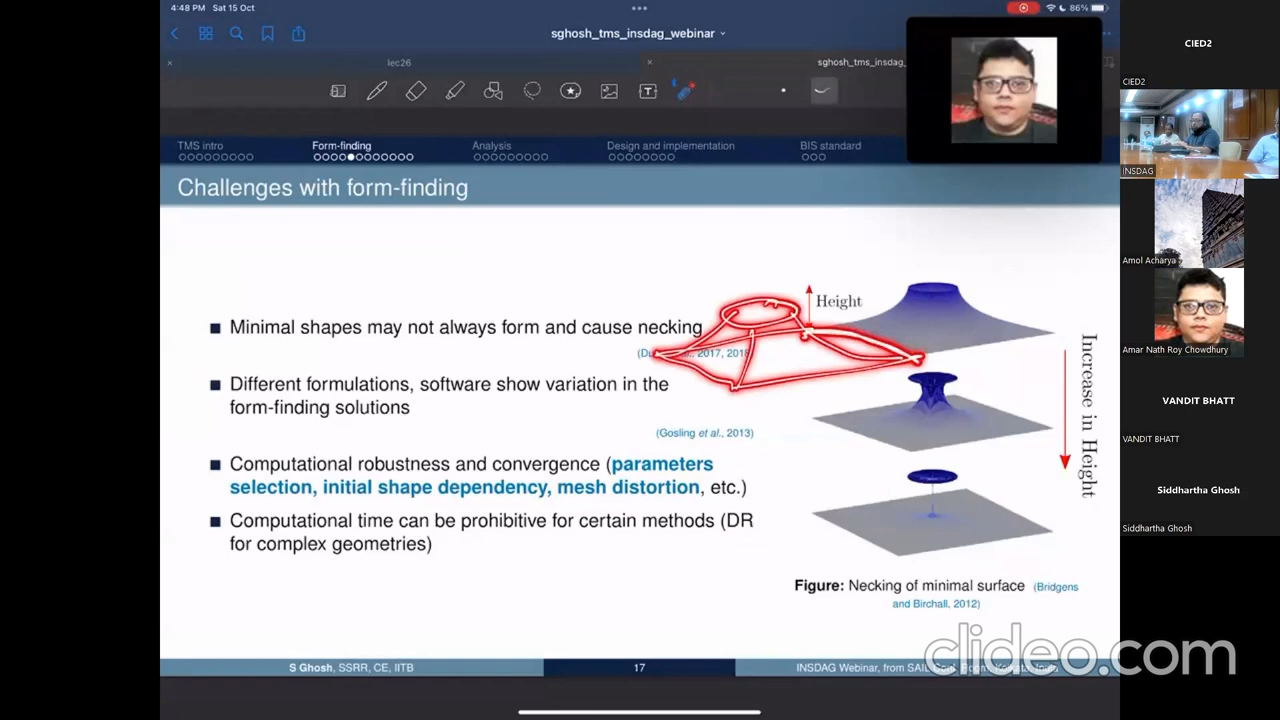 4:48 PM Sat 15 Oct
86%
sghosh_tms_insdag_webinar
lec26
sghosh_tms_insdag_
TMS intro
Form-finding
Analysis
Design and implementation
BIS standard
Challenges with form-finding
Minimal shapes may not always form and cause necking
2017, 2018
Different formulations, software show variation in the
form-finding solutions
(Gosling et al., 2013)
Computational robustness and convergence (parameters
selection, initial shape dependency, mesh distortion, etc.)
Computational time can be prohibitive for certain methods (DR
for complex geometries)
Height
Increase in Height
Figure: Necking of minimal surface (Bridgens
and Birchall, 2012)
S Ghosh, SSRR, CE, IITB
17
INSDAG Webinar, from SAIL Conf. Room, Kolkata, India
clideo.com
CIED2
CIED2
INSDAG
Amol Acharya
Amar Nath Roy Chowdhury
VANDIT BHATT
VANDIT BHATT
Siddhartha Ghosh
Siddhartha Ghosh